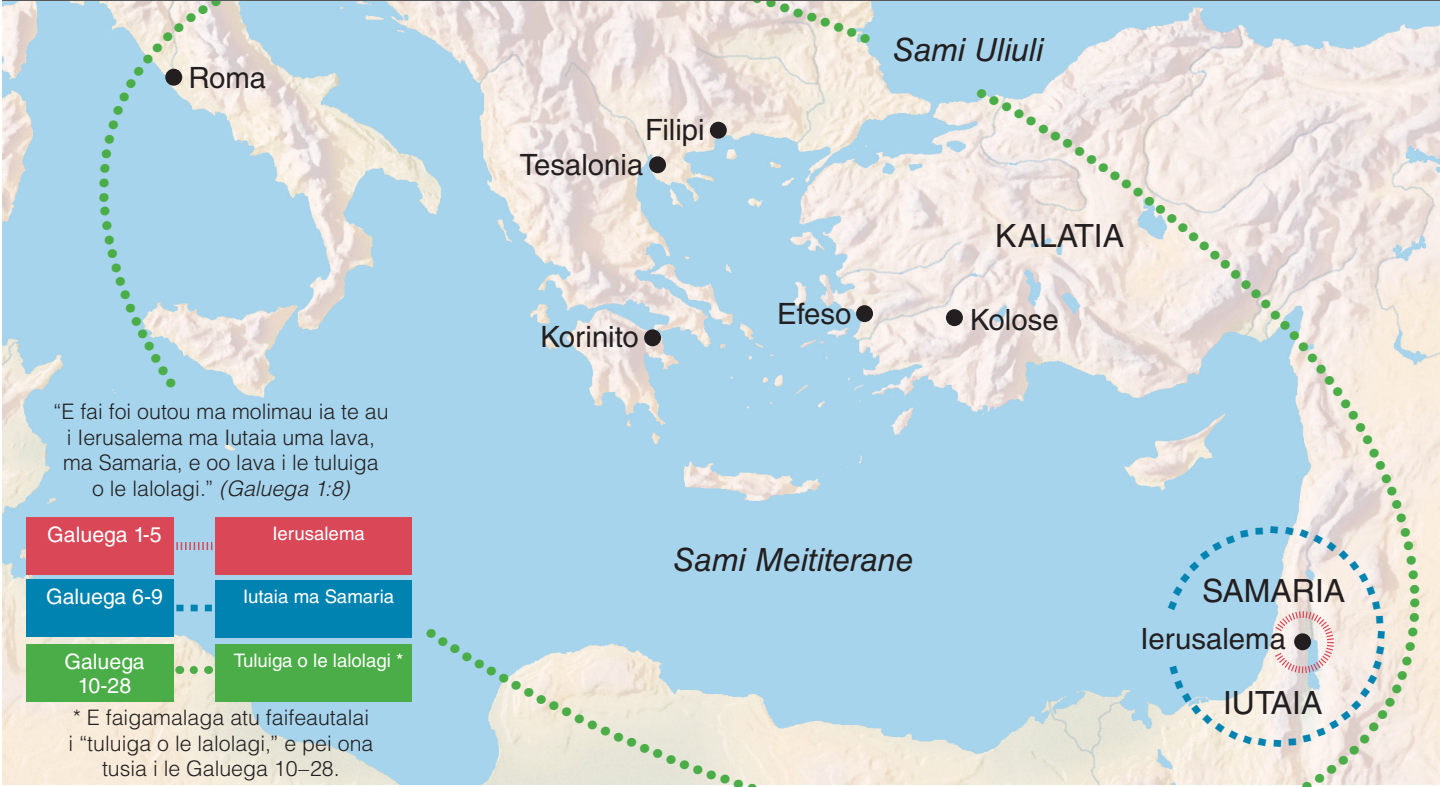 Sami Uliuli
Roma
Filipi
Tesalonia
KALATIA
Efeso
Kolose
Korinito
“E fai foi outou ma molimau ia te au
i Ierusalema ma Iutaia uma lava,
ma Samaria, e oo lava i le tuluiga
o le lalolagi.” (Galuega 1:8)
Galuega 1-5
Ierusalema
Galuega 6-9
Iutaia ma Samaria
Galuega
10-28
Tuluiga o le lalolagi *
* E faigamalaga atu faifeautalai
i “tuluiga o le lalolagi,” e pei ona
tusia i le Galuega 10–28.
Sami Meititerane
SAMARIA
Ierusalema
IUTAIA